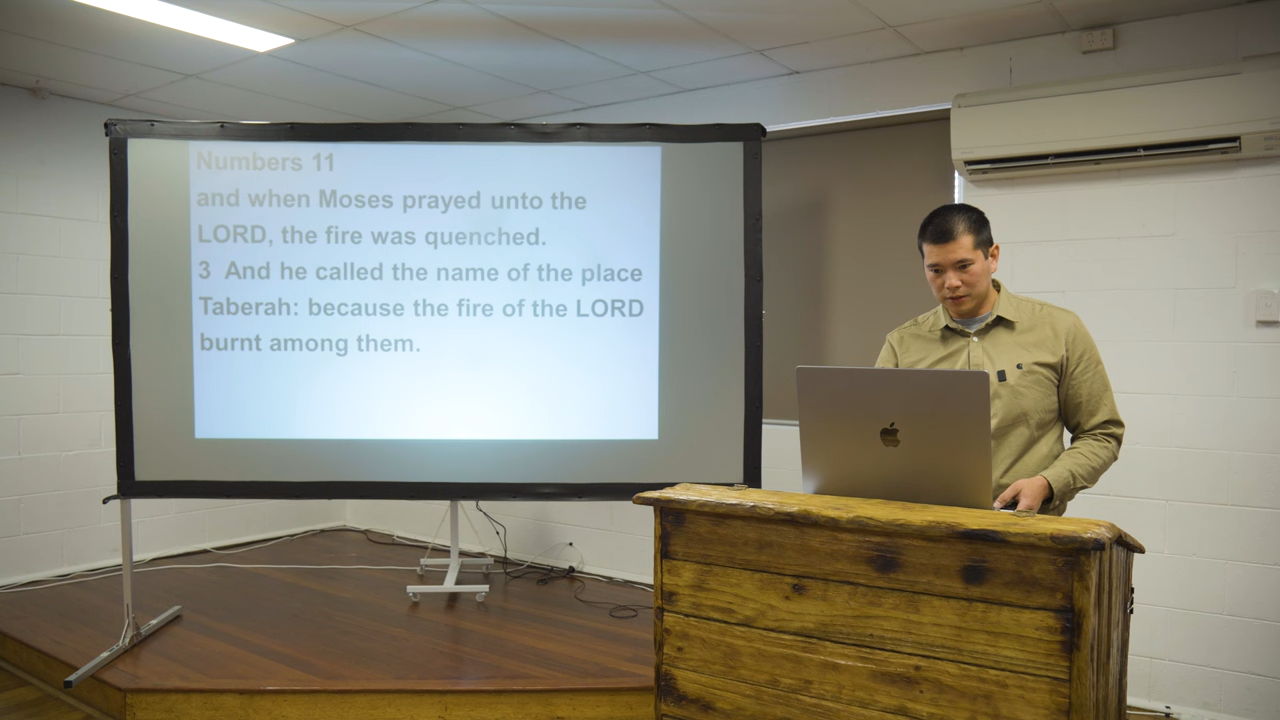 Numbers 11
and when Moses prayed unto the
LORD, the fire was quenched.
3 And he called the name of the place
Taberah: because the fire of the LORD
burnt among them.